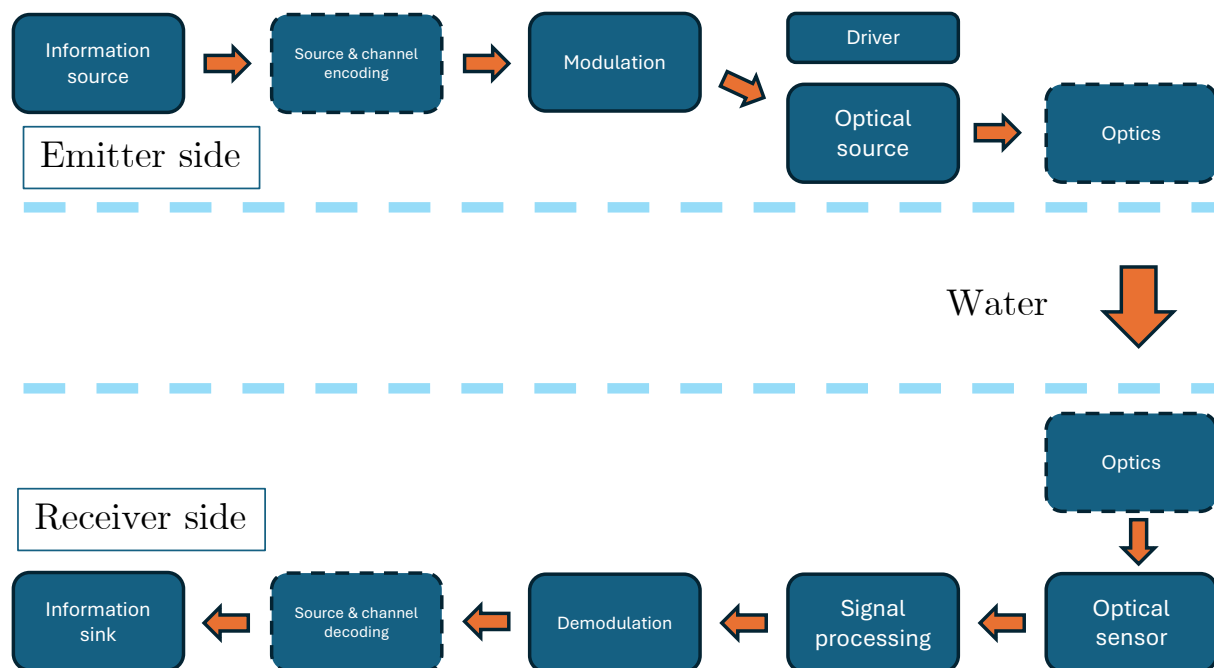 Information
source
Source & channel
encoding
Modulation
Driver
Optical
source
Optics
Emitter side
Water
Optics
Receiver side
Information
sink
Source & channel
decoding
Demodulation
Signal
processing
Optical
sensor